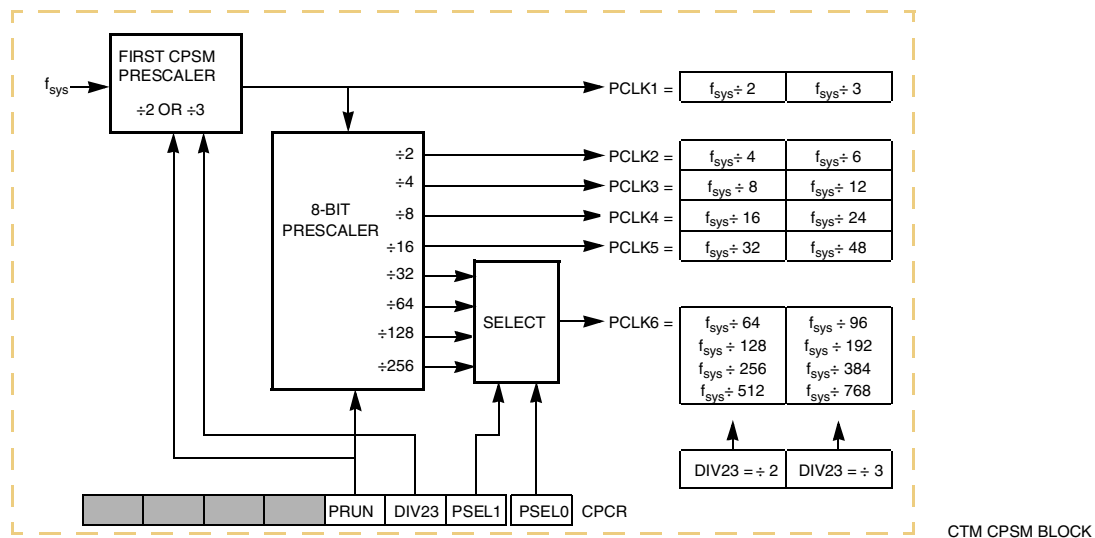 FIRST CPSM
PRESCALER
÷2 OR ÷3
fsys
PCLK1 =
fsys÷ 2
fsys÷ 3
8-BIT
PRESCALER
÷2
÷4
÷8
÷16
÷32
÷64
÷128
÷256
PCLK2 =
fsys÷ 4
fsys÷ 6
PCLK3 =
fsys÷ 8
fsys÷ 12
PCLK4 =
fsys÷ 16
fsys÷ 24
PCLK5 =
fsys÷ 32
fsys÷ 48
SELECT
PCLK6 =
fsys÷ 64
fsys÷ 128
fsys÷ 256
fsys÷ 512
fsys÷ 96
fsys÷ 192
fsys÷ 384
fsys÷ 768
DIV23 = ÷ 2
DIV23 = ÷ 3
PRUN
DIV23
PSEL1
PSEL0
CPCR
CTM CPSM BLOCK